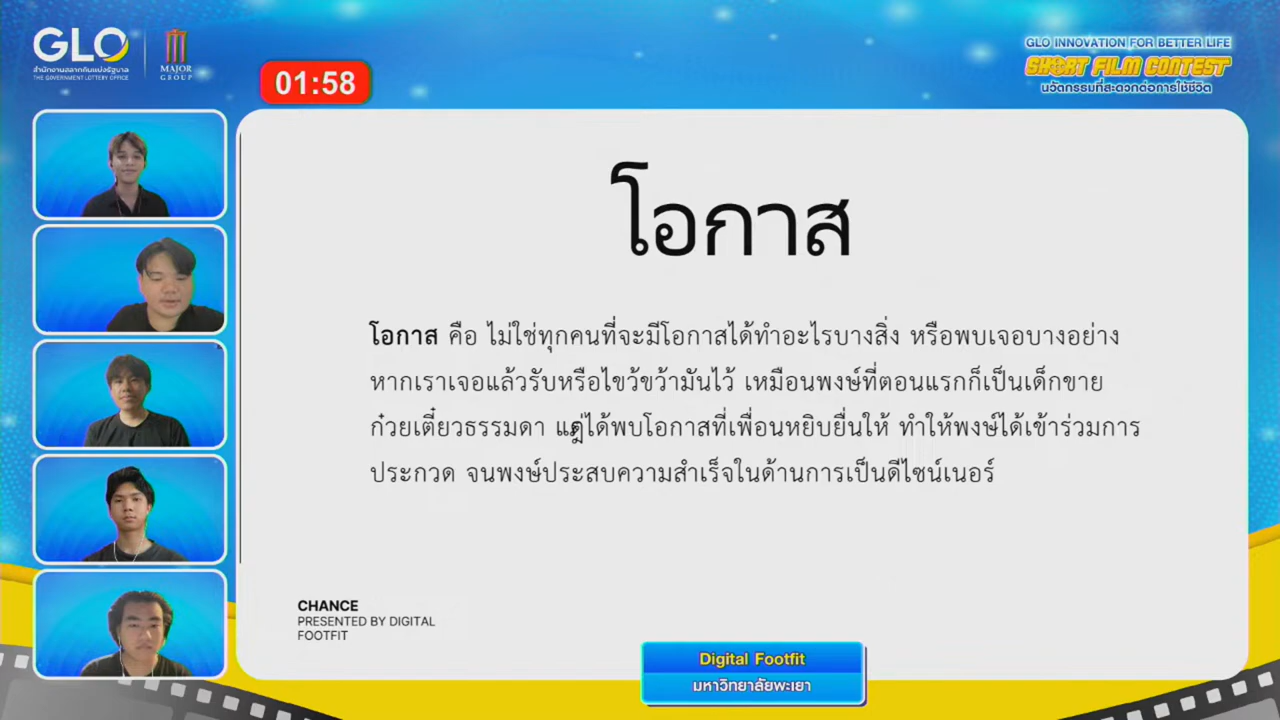 GLO
สำนักงานสลากกินแบ่งรัฐบาล
THE GOVERNMENT LOTTERY OFFICE
MAJOR
GROUP
01:58
GLO INNOVATION FOR BETTER LIFE
SHORT FILM CONTEST
นวัตกรรมที่สะดวกต่อการใช้ชีวิต
โอกาส
โอกาส คือ ไม่ใช่ทุกคนที่จะมีโอกาสได้ทำอะไรบางสิ่ง หรือพบเจอบางอย่าง
หากเราเจอแล้วรับหรือไขว้ขว้ามันไว้ เหมือนพงษ์ที่ตอนแรกก็เป็นเด็กขาย
ก๋วยเตี๋ยวธรรมดา แต่ได้พบโอกาสที่เพื่อนหยิบยื่นให้ ทำให้พงษ์ได้เข้าร่วมการ
ประกวด จนพงษ์ประสบความสำเร็จในด้านการเป็นดีไซน์เนอร์
CHANCE
PRESENTED BY DIGITAL
FOOTFIT
Digital Footfit
มหาวิทยาลัยพะเยา